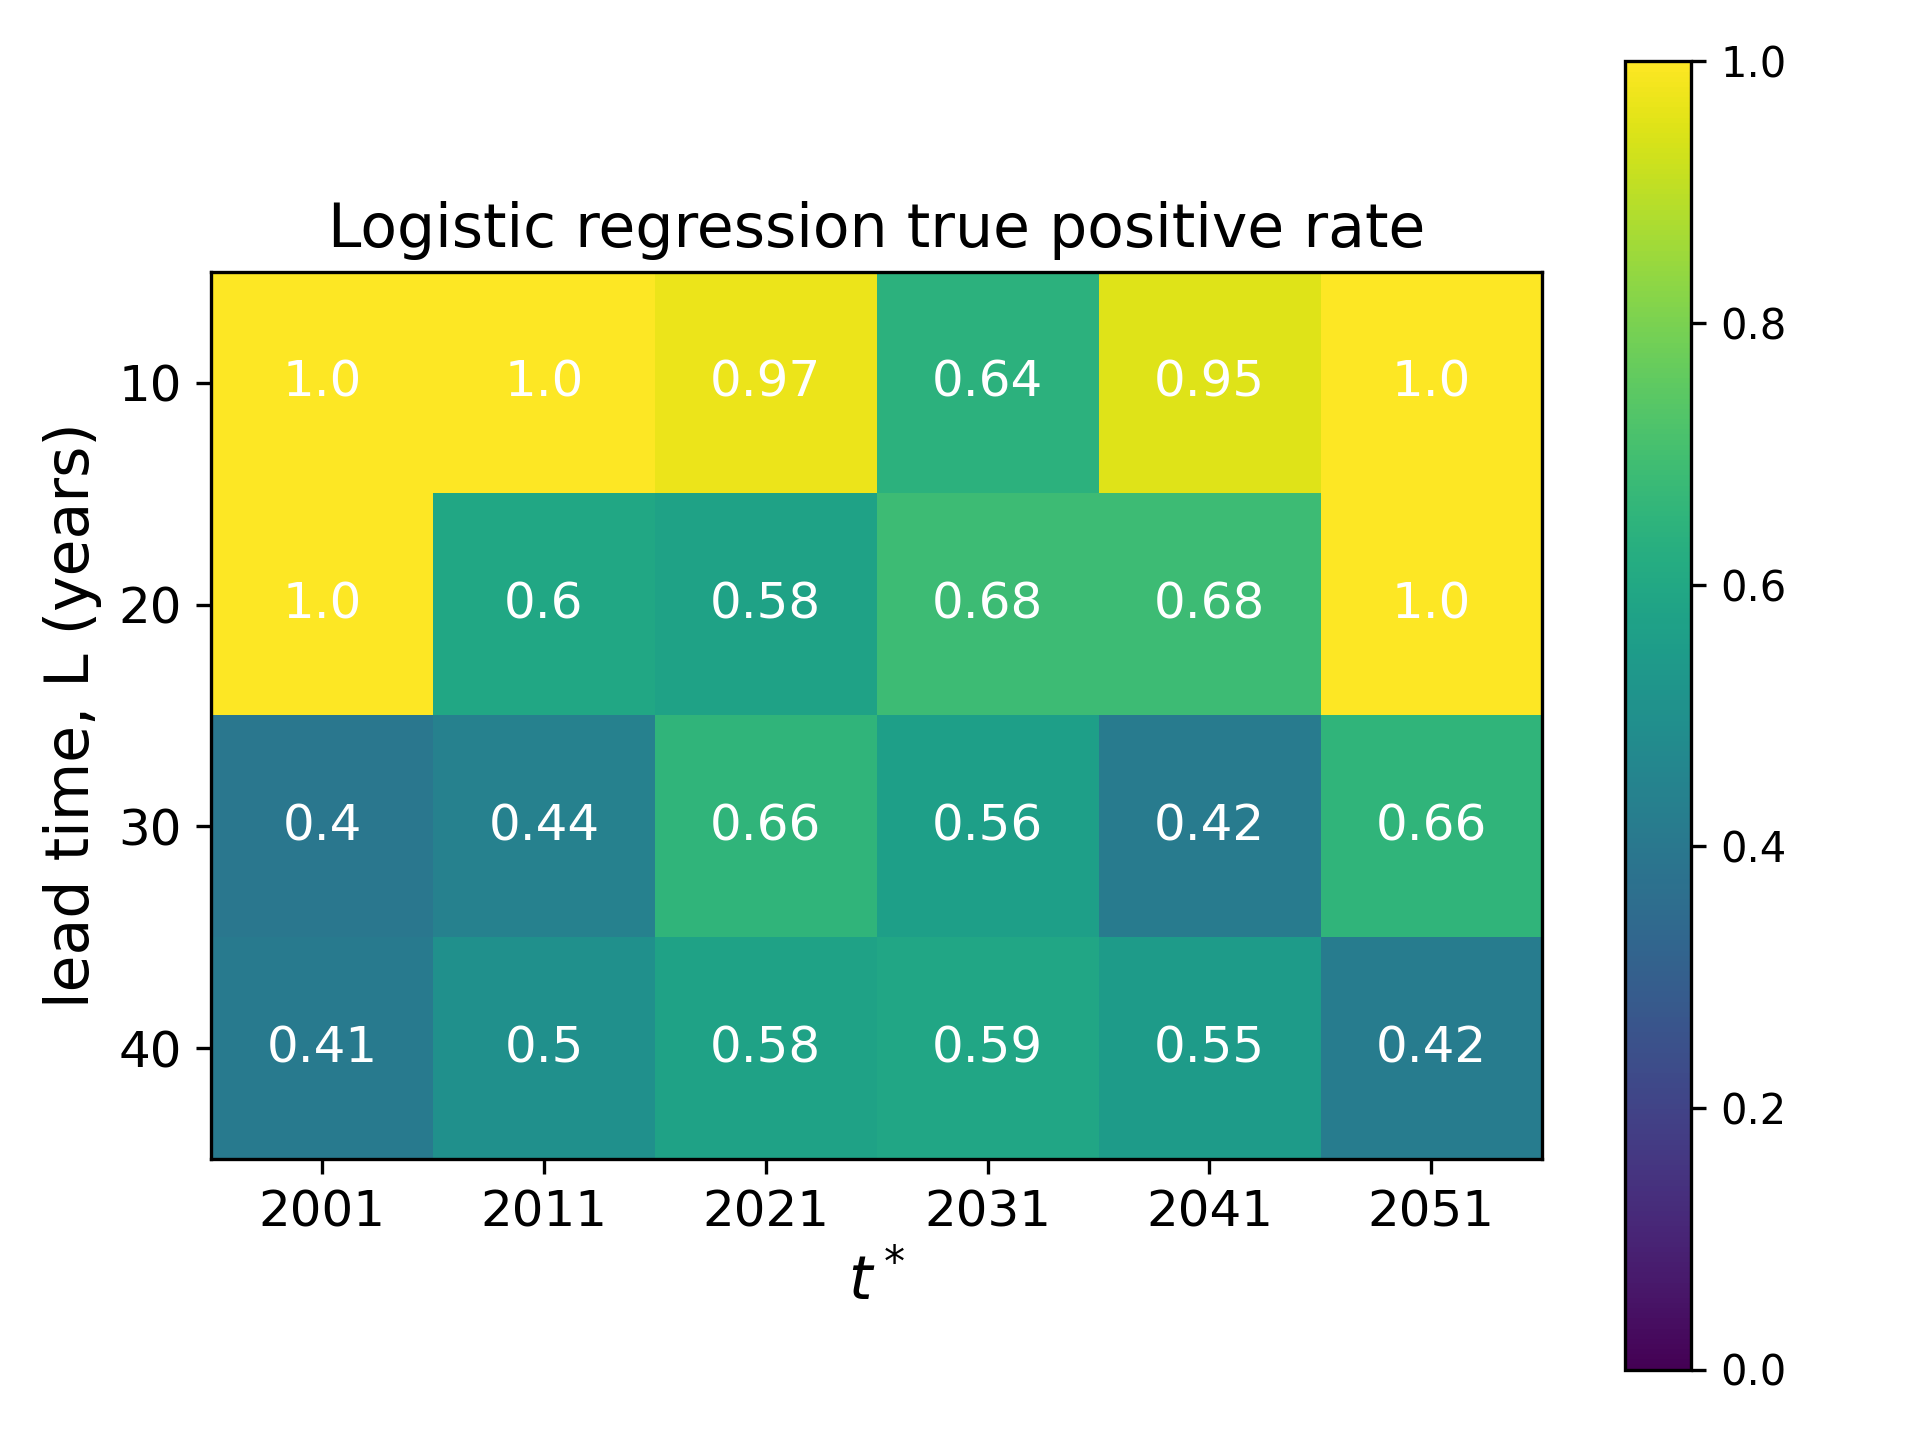 Logistic regression true positive rate
lead time, L (years)
10 1.0 1.0 0.97 0.64 0.95 1.0
20 1.0 0.6 0.58 0.68 0.68 1.0
30 0.4 0.44 0.66 0.56 0.42 0.66
40 0.41 0.5 0.58 0.59 0.55 0.42
2001 2011 2021 2031 2041 2051
t*
1.0
0.8
0.6
0.4
0.2
0.0